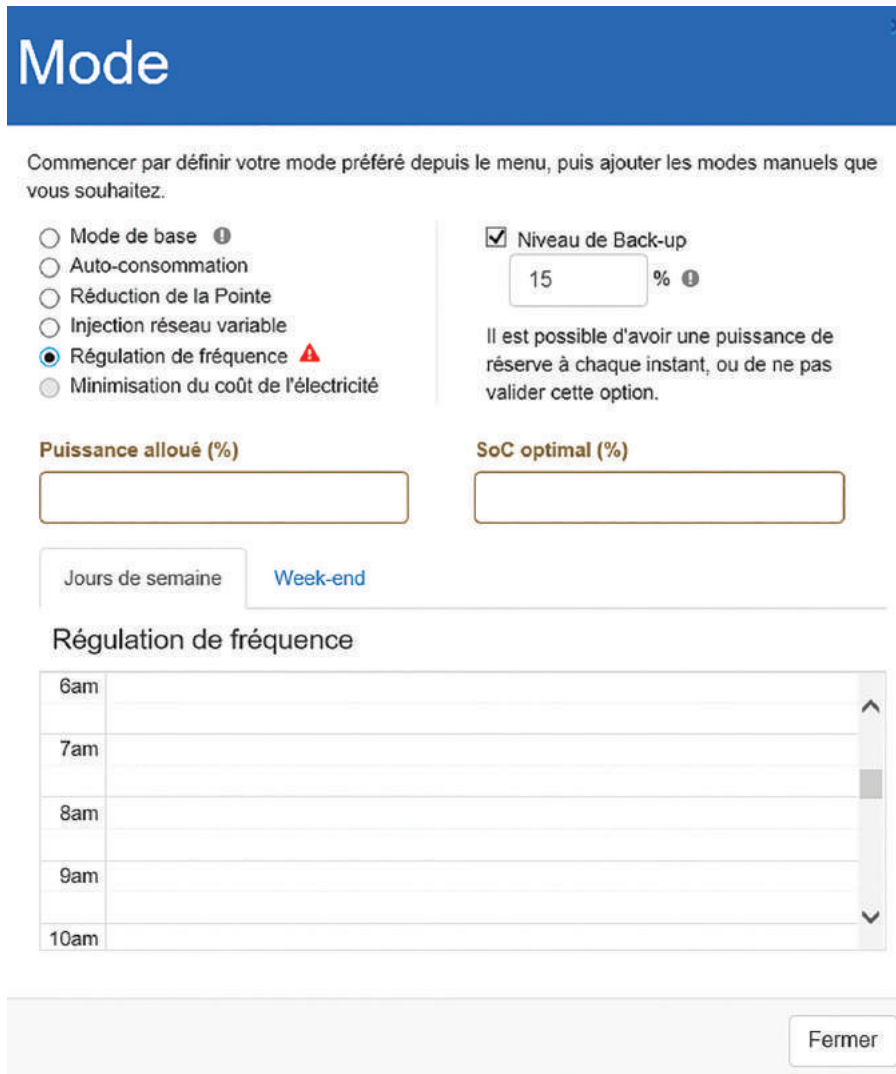 Mode
Commencer par définir votre mode préféré depuis le menu, puis ajouter les modes manuels que
vous souhaitez.
Mode de base
Auto-consommation
Réduction de la Pointe
Injection réseau variable
Régulation de fréquence
Minimisation du coût de l'électricité
Niveau de Back-up
15 %
Il est possible d'avoir une puissance de
réserve à chaque instant, ou de ne pas
valider cette option.
Puissance alloué (%)
SoC optimal (%)
Jours de semaine
Week-end
Régulation de fréquence
6am
7am
8am
9am
10am
Fermer